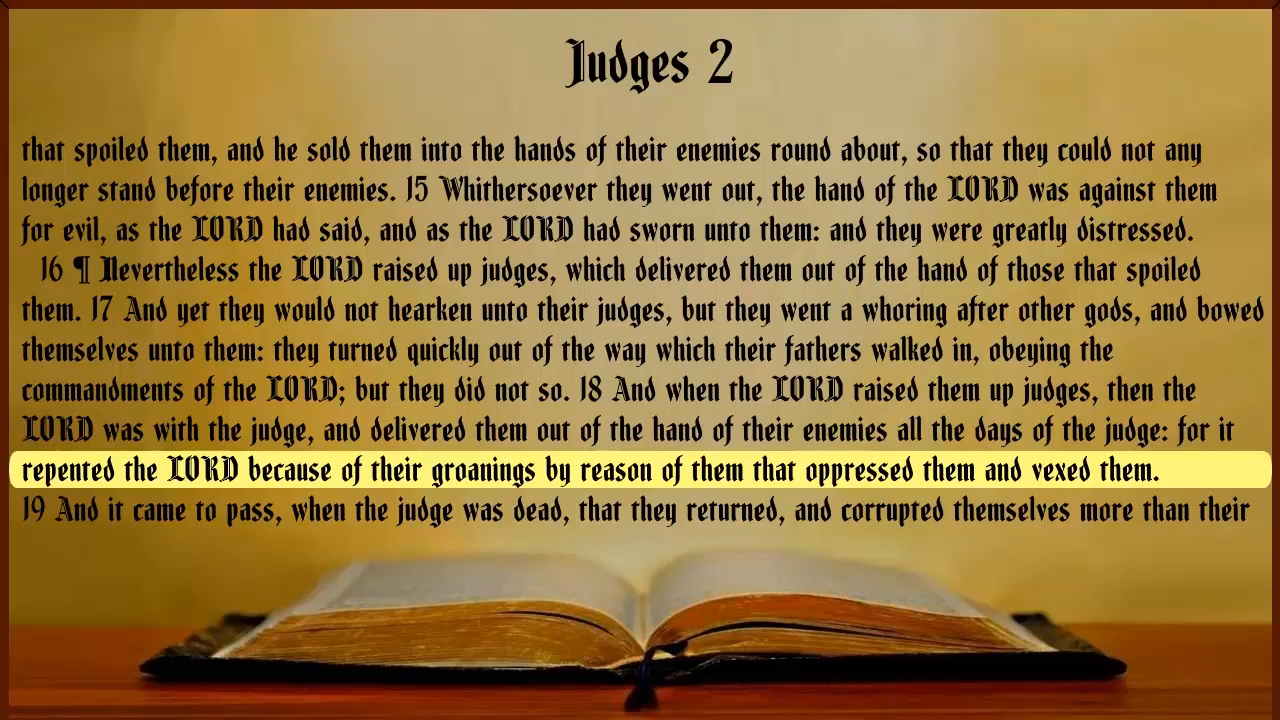 Judges 2
that spoiled them, and he sold them into the hands of their enemies round about, so that they could not any
longer stand before their enemies. 15 Whithersoever they went out, the hand of the LORD was against them
for evil, as the LORD had said, and as the LORD had sworn unto them: and they were greatly distressed.
16 ¶ Nevertheless the LORD raised up judges, which delivered them out of the hand of those that spoiled
them. 17 And yet they would not hearken unto their judges, but they went a whoring after other gods, and bowed
themselves unto them: they turned quickly out of the way which their fathers walked in, obeying the
commandments of the LORD; but they did not so. 18 And when the LORD raised them up judges, then the
LORD was with the judge, and delivered them out of the hand of their enemies all the days of the judge: for it
repented the LORD because of their groanings by reason of them that oppressed them and vexed them.
19 And it came to pass, when the judge was dead, that they returned, and corrupted themselves more than their